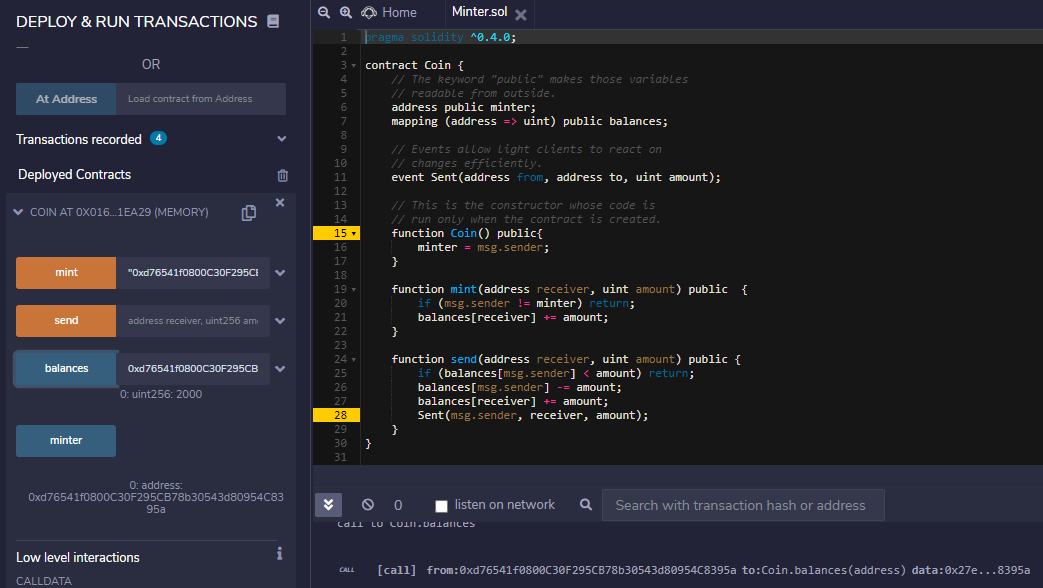 DEPLOY & RUN TRANSACTIONS
OR
At Address Load contract from Address
Transactions recorded 4
Deployed Contracts
COIN AT 0X016...1EA29 (MEMORY)
mint "0xd76541f0800C30F295CE
send address receiver, uint256 am
balances 0xd76541f0800C30F295CB
0: uint256: 2000
minter
0: address:
0xd76541f0800C30F295CB78b30543d80954C83
95a
Low level interactions
CALLDATA
Home
Minter.sol
1 pragma solidity ^0.4.0;
2
3 contract Coin {
4 // The keyword "public" makes those variables
5 // readable from outside.
6 address public minter;
7 mapping (address => uint) public balances;
8
9 // Events allow light clients to react on
10 // changes efficiently.
11 event Sent(address from, address to, uint amount);
12
13 // This is the constructor whose code is
14 // run only when the contract is created.
15 function Coin() public{
16 minter = msg.sender;
17 }
18
19 function mint(address receiver, uint amount) public {
20 if (msg.sender != minter) return;
21 balances[receiver] += amount;
22 }
23
24 function send(address receiver, uint amount) public {
25 if (balances[msg.sender] < amount) return;
26 balances[msg.sender] -= amount;
27 balances[receiver] += amount;
28 Sent(msg.sender, receiver, amount);
29 }
30 }
31
0 listen on network Search with transaction hash or address
call to Coin.balances
CALL [call] from:0xd76541f0800C30F295CB78b30543d80954C8395a to:Coin.balances(address) data:0x27e...8395a